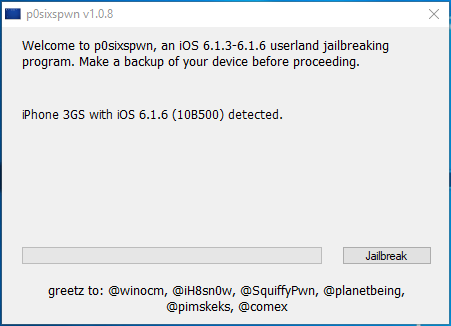 p0sixspwn v1.0.8
Welcome to p0sixspwn, an iOS 6.1.3-6.1.6 userland jailbreaking
program. Make a backup of your device before proceeding.
iPhone 3GS with iOS 6.1.6 (10B500) detected.
Jailbreak
greetz to: @winocm, @iH8sn0w, @SquiffyPwn, @planetbeing,
@pimskeks, @comex